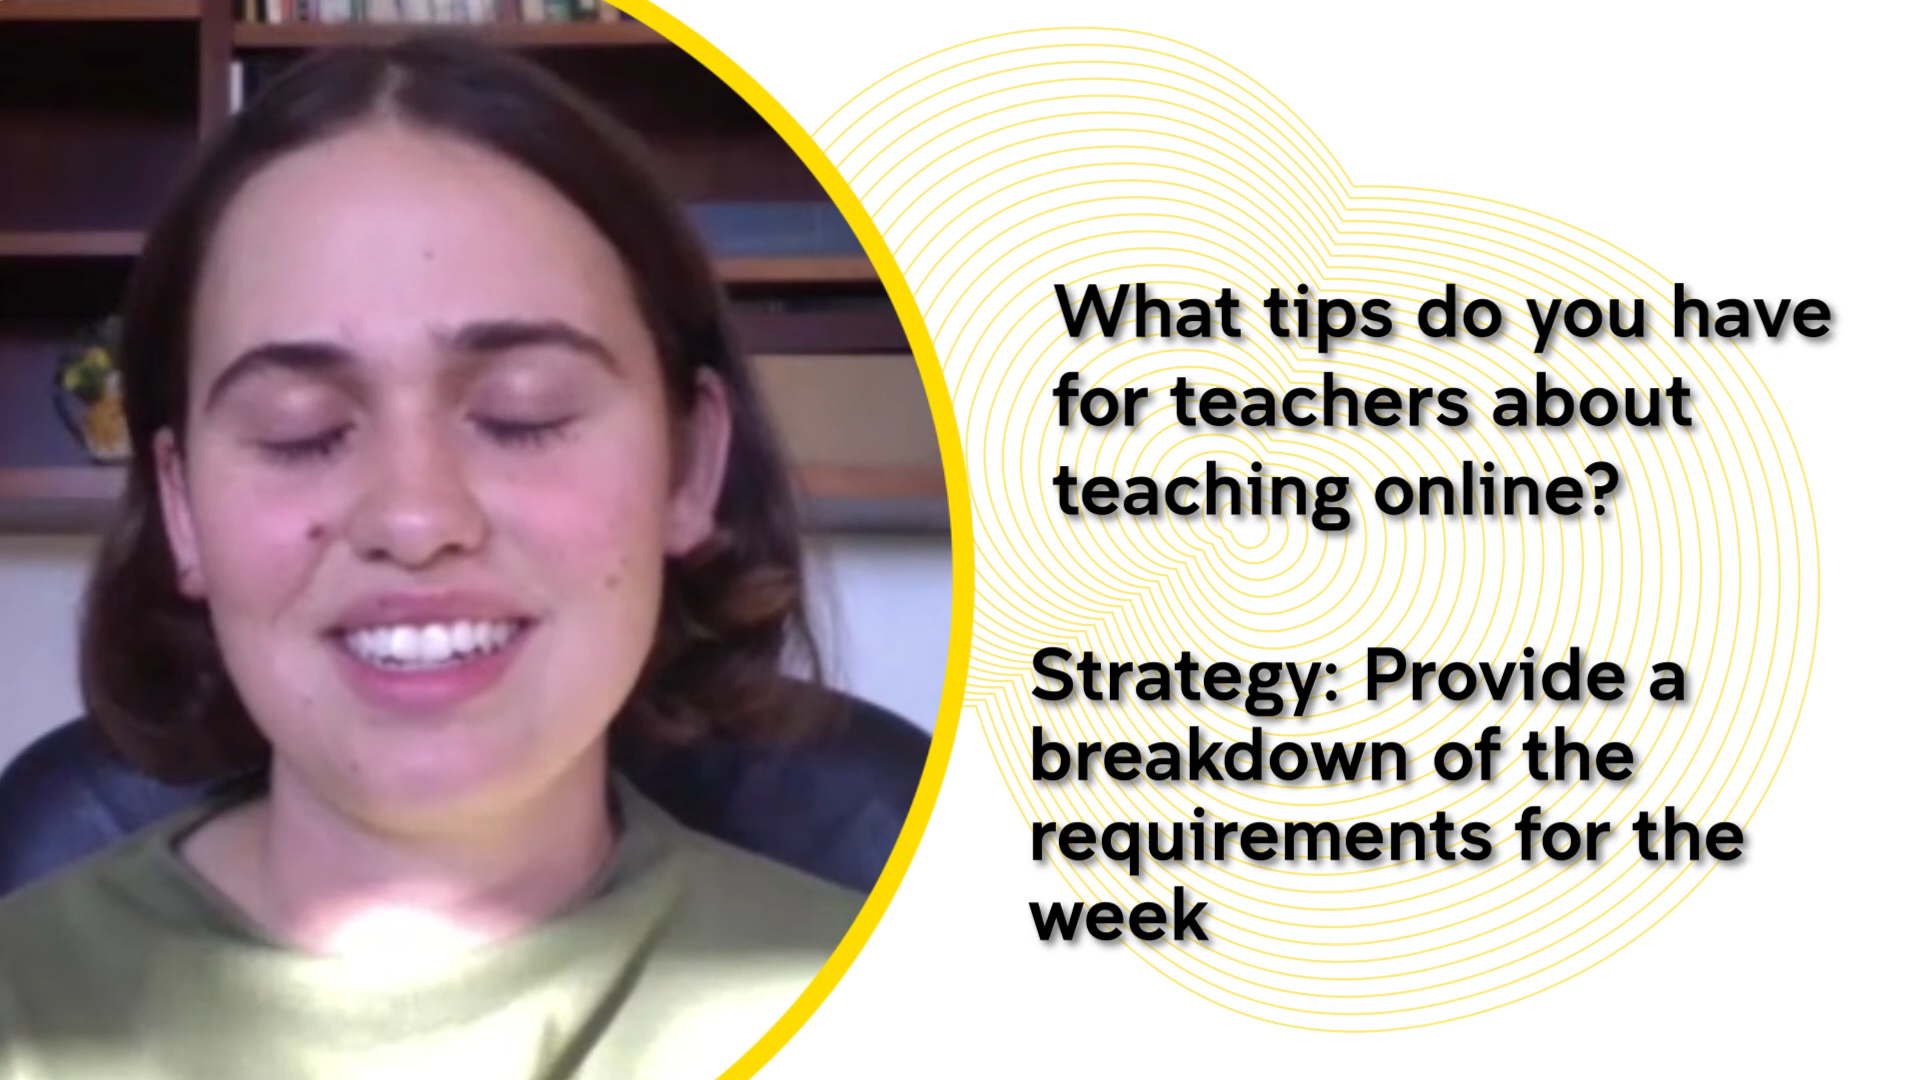 What tips do you have
for teachers about
teaching online?
Strategy: Provide a
breakdown of the
requirements for the
week